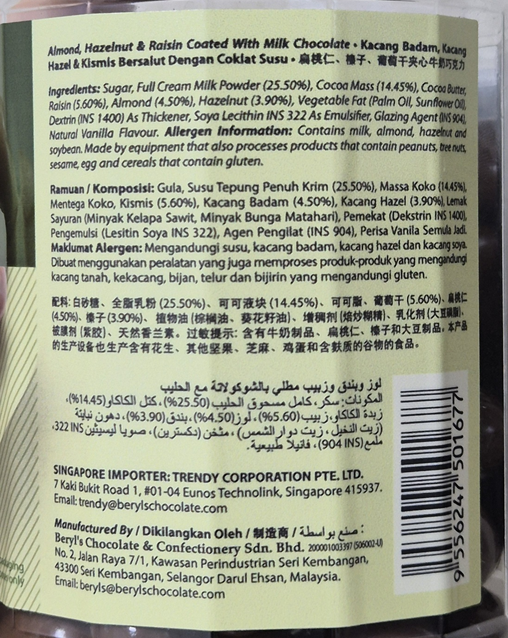 Almond, Hazelnut & Raisin Coated With Milk Chocolate • Kacang Badam, Kacang
Hazel & Kismis Bersalut Dengan Coklat Susu • 扁桃仁、榛子、葡萄干夹心牛奶巧克力
Ingredients: Sugar, Full Cream Milk Powder (25.50%), Cocoa Mass (14.45%), Cocoa Butter,
Raisin (5.60%), Almond (4.50%), Hazelnut (3.90%), Vegetable Fat (Palm Oil, Sunflower Oil),
Dextrin (INS 1400) As Thickener, Soya Lecithin INS 322 As Emulsifier, Glazing Agent (INS 904),
Natural Vanilla Flavour. Allergen Information: Contains milk, almond, hazelnut and
soybean. Made by equipment that also processes products that contain peanuts, tree nuts,
sesame, egg and cereals that contain gluten.
Ramuan / Komposisi: Gula, Susu Tepung Penuh Krim (25.50%), Massa Koko (14.45%),
Mentega Koko, Kismis (5.60%), Kacang Badam (4.50%), Kacang Hazel (3.90%), Lemak
Sayuran (Minyak Kelapa Sawit, Minyak Bunga Matahari), Pemekat (Dekstrin INS 1400),
Pengemulsi (Lesitin Soya INS 322), Agen Pengilat (INS 904), Perisa Vanila Semula Jadi.
Maklumat Alergen: Mengandungi susu, kacang badam, kacang hazel dan kacang soya.
Dibuat menggunakan peralatan yang juga memproses produk-produk yang mengandungi
kacang tanah, kekacang, bijan, telur dan bijirin yang mengandungi gluten.
配料: 白砂糖、全脂乳粉 (25.50%)、可可液块 (14.45%)、可可脂、葡萄干 (5.60%)、扁桃仁
(4.50%)、榛子 (3.90%)、植物油 (棕榈油、葵花籽油)、增稠剂 (焙炒糊精)、乳化剂 (大豆磷脂)、
被膜剂 (紫胶)、天然香兰素。过敏提示: 含有牛奶制品、扁桃仁、榛子和大豆制品。本产品
的生产设备也生产含有花生、其他坚果、芝麻、鸡蛋和含麸质的谷物的食品。
لوز وبندق وزبيب مطلي بالشوكولاتة مع الحليب
المكونات: سكر، كامل مسحوق الحليب (25.50%)، كتل الكاكاو (14.45%)،
زبدة الكاكاو، زبيب (5.60%)، لوز (4.50%)، بندق (3.90%)، دهون نباتية
(زيت النخيل، زيت دوار الشمس)، مثخن (دكسترين)، صويا ليسيثين 322 INS،
ملمع (904 INS)، فانيلا طبيعية.
SINGAPORE IMPORTER: TRENDY CORPORATION PTE. LTD.
7 Kaki Bukit Road 1, #01-04 Eunos Technolink, Singapore 415937.
Email: trendy@berylschocolate.com
Manufactured By / Dikilangkan Oleh / 制造商 / صنع بواسطة :
Beryl's Chocolate & Confectionery Sdn. Bhd. 200001003397 (506002-U)
No. 2, Jalan Raya 7/1, Kawasan Perindustrian Seri Kembangan,
43300 Seri Kembangan, Selangor Darul Ehsan, Malaysia.
Email: beryls@berylschocolate.com
9 556247 501677
only